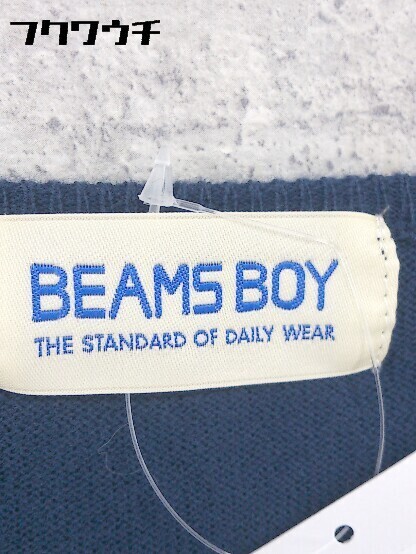 フクワウチ
BEAMS BOY
THE STANDARD OF DAILY WEAR